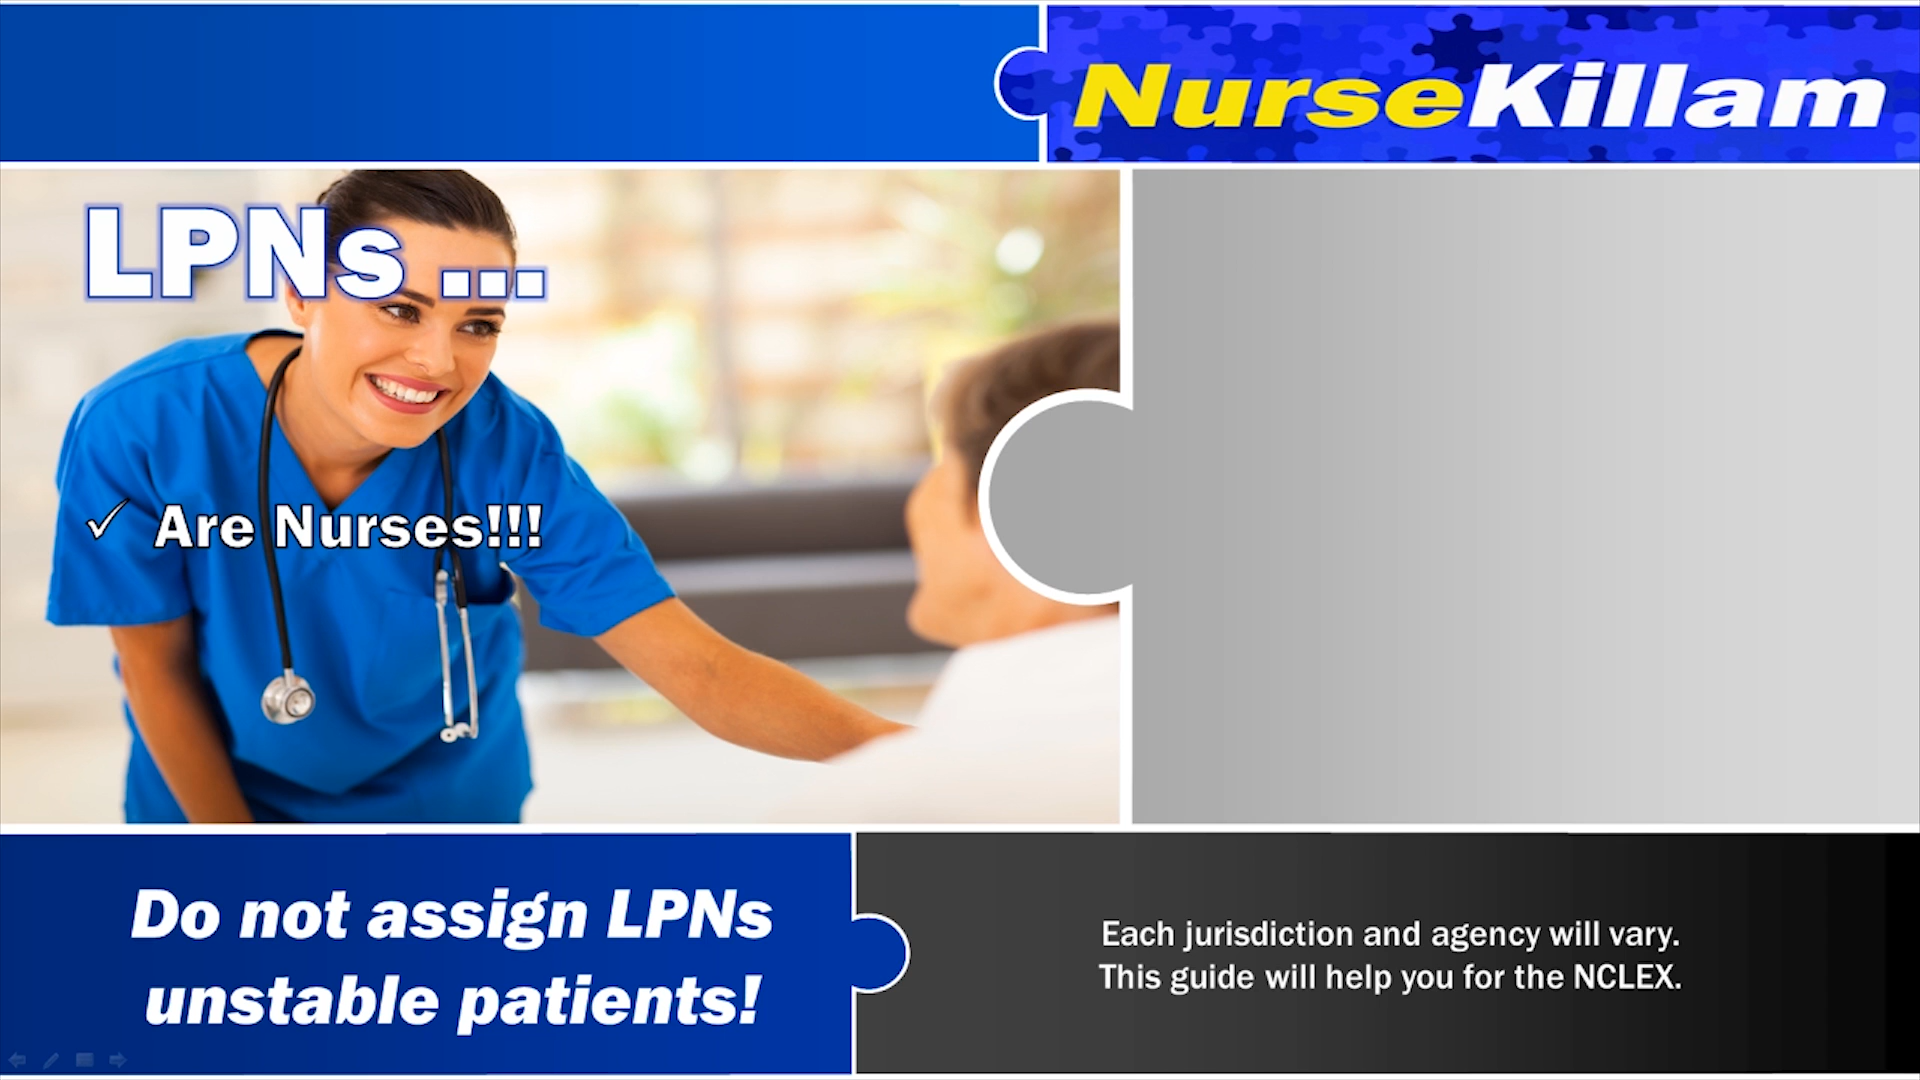 NurseKillam
LPNs ...
✓ Are Nurses!!!
Do not assign LPNs
unstable patients!
Each jurisdiction and agency will vary.
This guide will help you for the NCLEX.